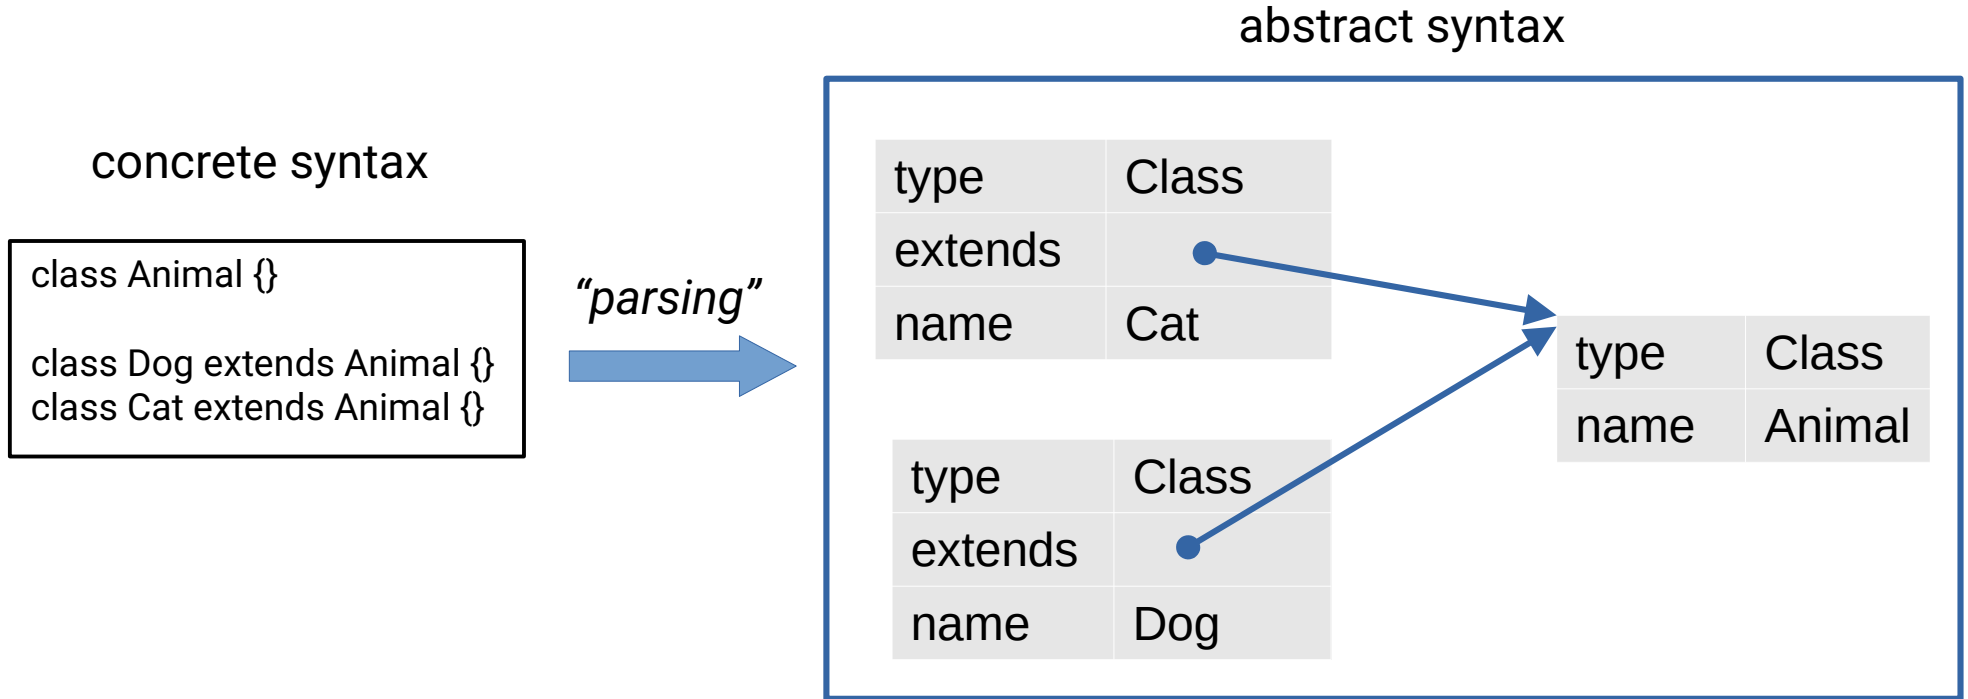 abstract syntax
concrete syntax
class Animal {}
class Dog extends Animal {}
class Cat extends Animal {}
“parsing”
type Class
extends
name Cat
type Class
extends
name Dog
type Class
name Animal